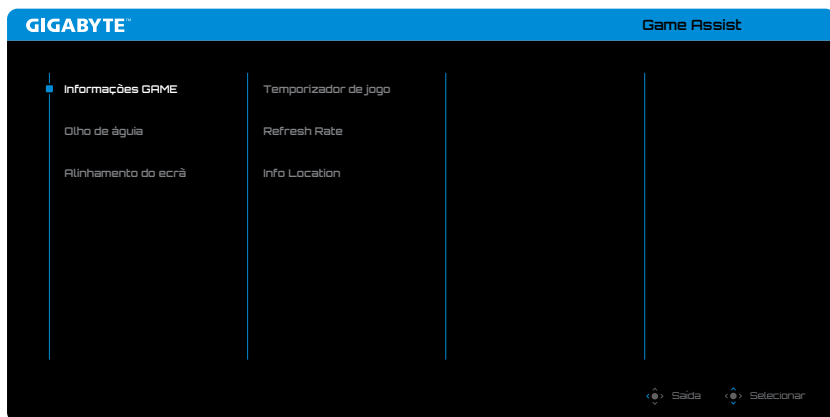 GIGABYTE™
Game Assist
Informações GAME
Temporizador de jogo
Olho de águia
Refresh Rate
Alinhamento do ecrã
Info Location
Saída
Selecionar